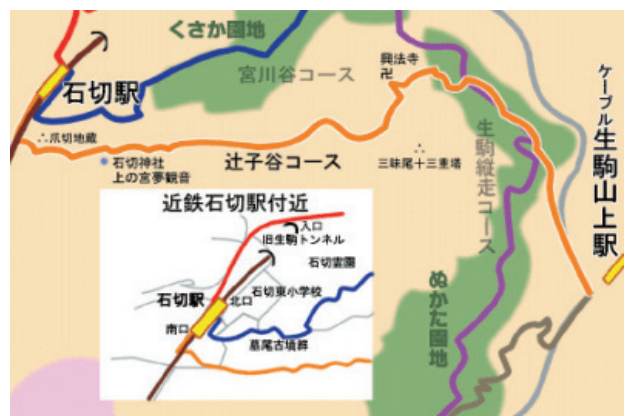 くさか園地
宮川谷コース
興法寺
卍
石切駅
∴爪切地蔵
石切神社
上の宮夢観音
辻子谷コース
∴
三昧尾十三重塔
生駒縦走コース
ケーブル
生駒山上駅
ぬかた園地
近鉄石切駅付近
入口
旧生駒トンネル
石切霊園
石切駅
北口
石切東小学校
南口
墓尾古墳群